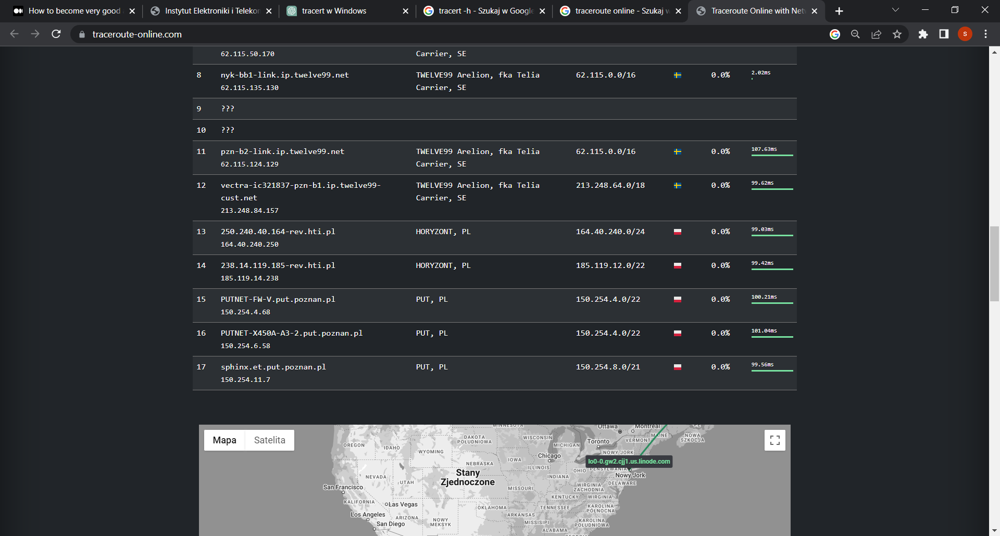 How to become very good
Instytut Elektroniki i Telekon
tracert w Windows
tracert -h - Szukaj w Google
traceroute online - Szukaj w
Traceroute Online with Net
traceroute-online.com
S
62.115.50.170 Carrier, SE
8 nyk-bb1-link.ip.twelve99.net TWELVE99 Arelion, fka Telia 62.115.0.0/16 0.0% 2.02ms
62.115.135.130 Carrier, SE
9 ???
10 ???
11 pzn-b2-link.ip.twelve99.net TWELVE99 Arelion, fka Telia 62.115.0.0/16 0.0% 107.63ms
62.115.124.129 Carrier, SE
12 vectra-ic321837-pzn-b1.ip.twelve99- TWELVE99 Arelion, fka Telia 213.248.64.0/18 0.0% 99.62ms
cust.net Carrier, SE
213.248.84.157
13 250.240.40.164-rev.hti.pl HORYZONT, PL 164.40.240.0/24 0.0% 99.03ms
164.40.240.250
14 238.14.119.185-rev.hti.pl HORYZONT, PL 185.119.12.0/22 0.0% 99.42ms
185.119.14.238
15 PUTNET-FW-V.put.poznan.pl PUT, PL 150.254.4.0/22 0.0% 100.21ms
150.254.4.68
16 PUTNET-X450A-A3-2.put.poznan.pl PUT, PL 150.254.4.0/22 0.0% 101.04ms
150.254.6.58
17 sphinx.et.put.poznan.pl PUT, PL 150.254.8.0/21 0.0% 99.56ms
150.254.11.7
Mapa Satelita
MINNESOTA
Ottawa
Montreal
PE
OREGON
IDAHO
WYOMING
DAKOTA
POŁUDNIOWA
WISCONSIN
MICHIGAN
Toronto
VERMONT
MAINE
NOWA
SZKOCJA
NOWY JORK
Chicago
IOWA
NEBRASKA
lo0-0.gw2.cjj1.us.linode.com
ILLINOIS
OHIO
PENSYLWANIA
Nowy Jork
Stany
Zjednoczone
NEVADA
UTAH
INDIANA
DELAWARE
San Francisco
MISSOURI
WIRGINIA
ZACHODNIA
KENTUCKY
WIRGINIA
KALIFORNIA
Las Vegas
OKLAHOMA
TENNESSEE
KAROLINA
PÓŁNOCNA
Los Angeles
ARIZONA
NOWY
MEKSYK
ARKANSAS
MISSISIPI
KAROLINA
POŁUDNIOWA
San Diego
ALABAMA